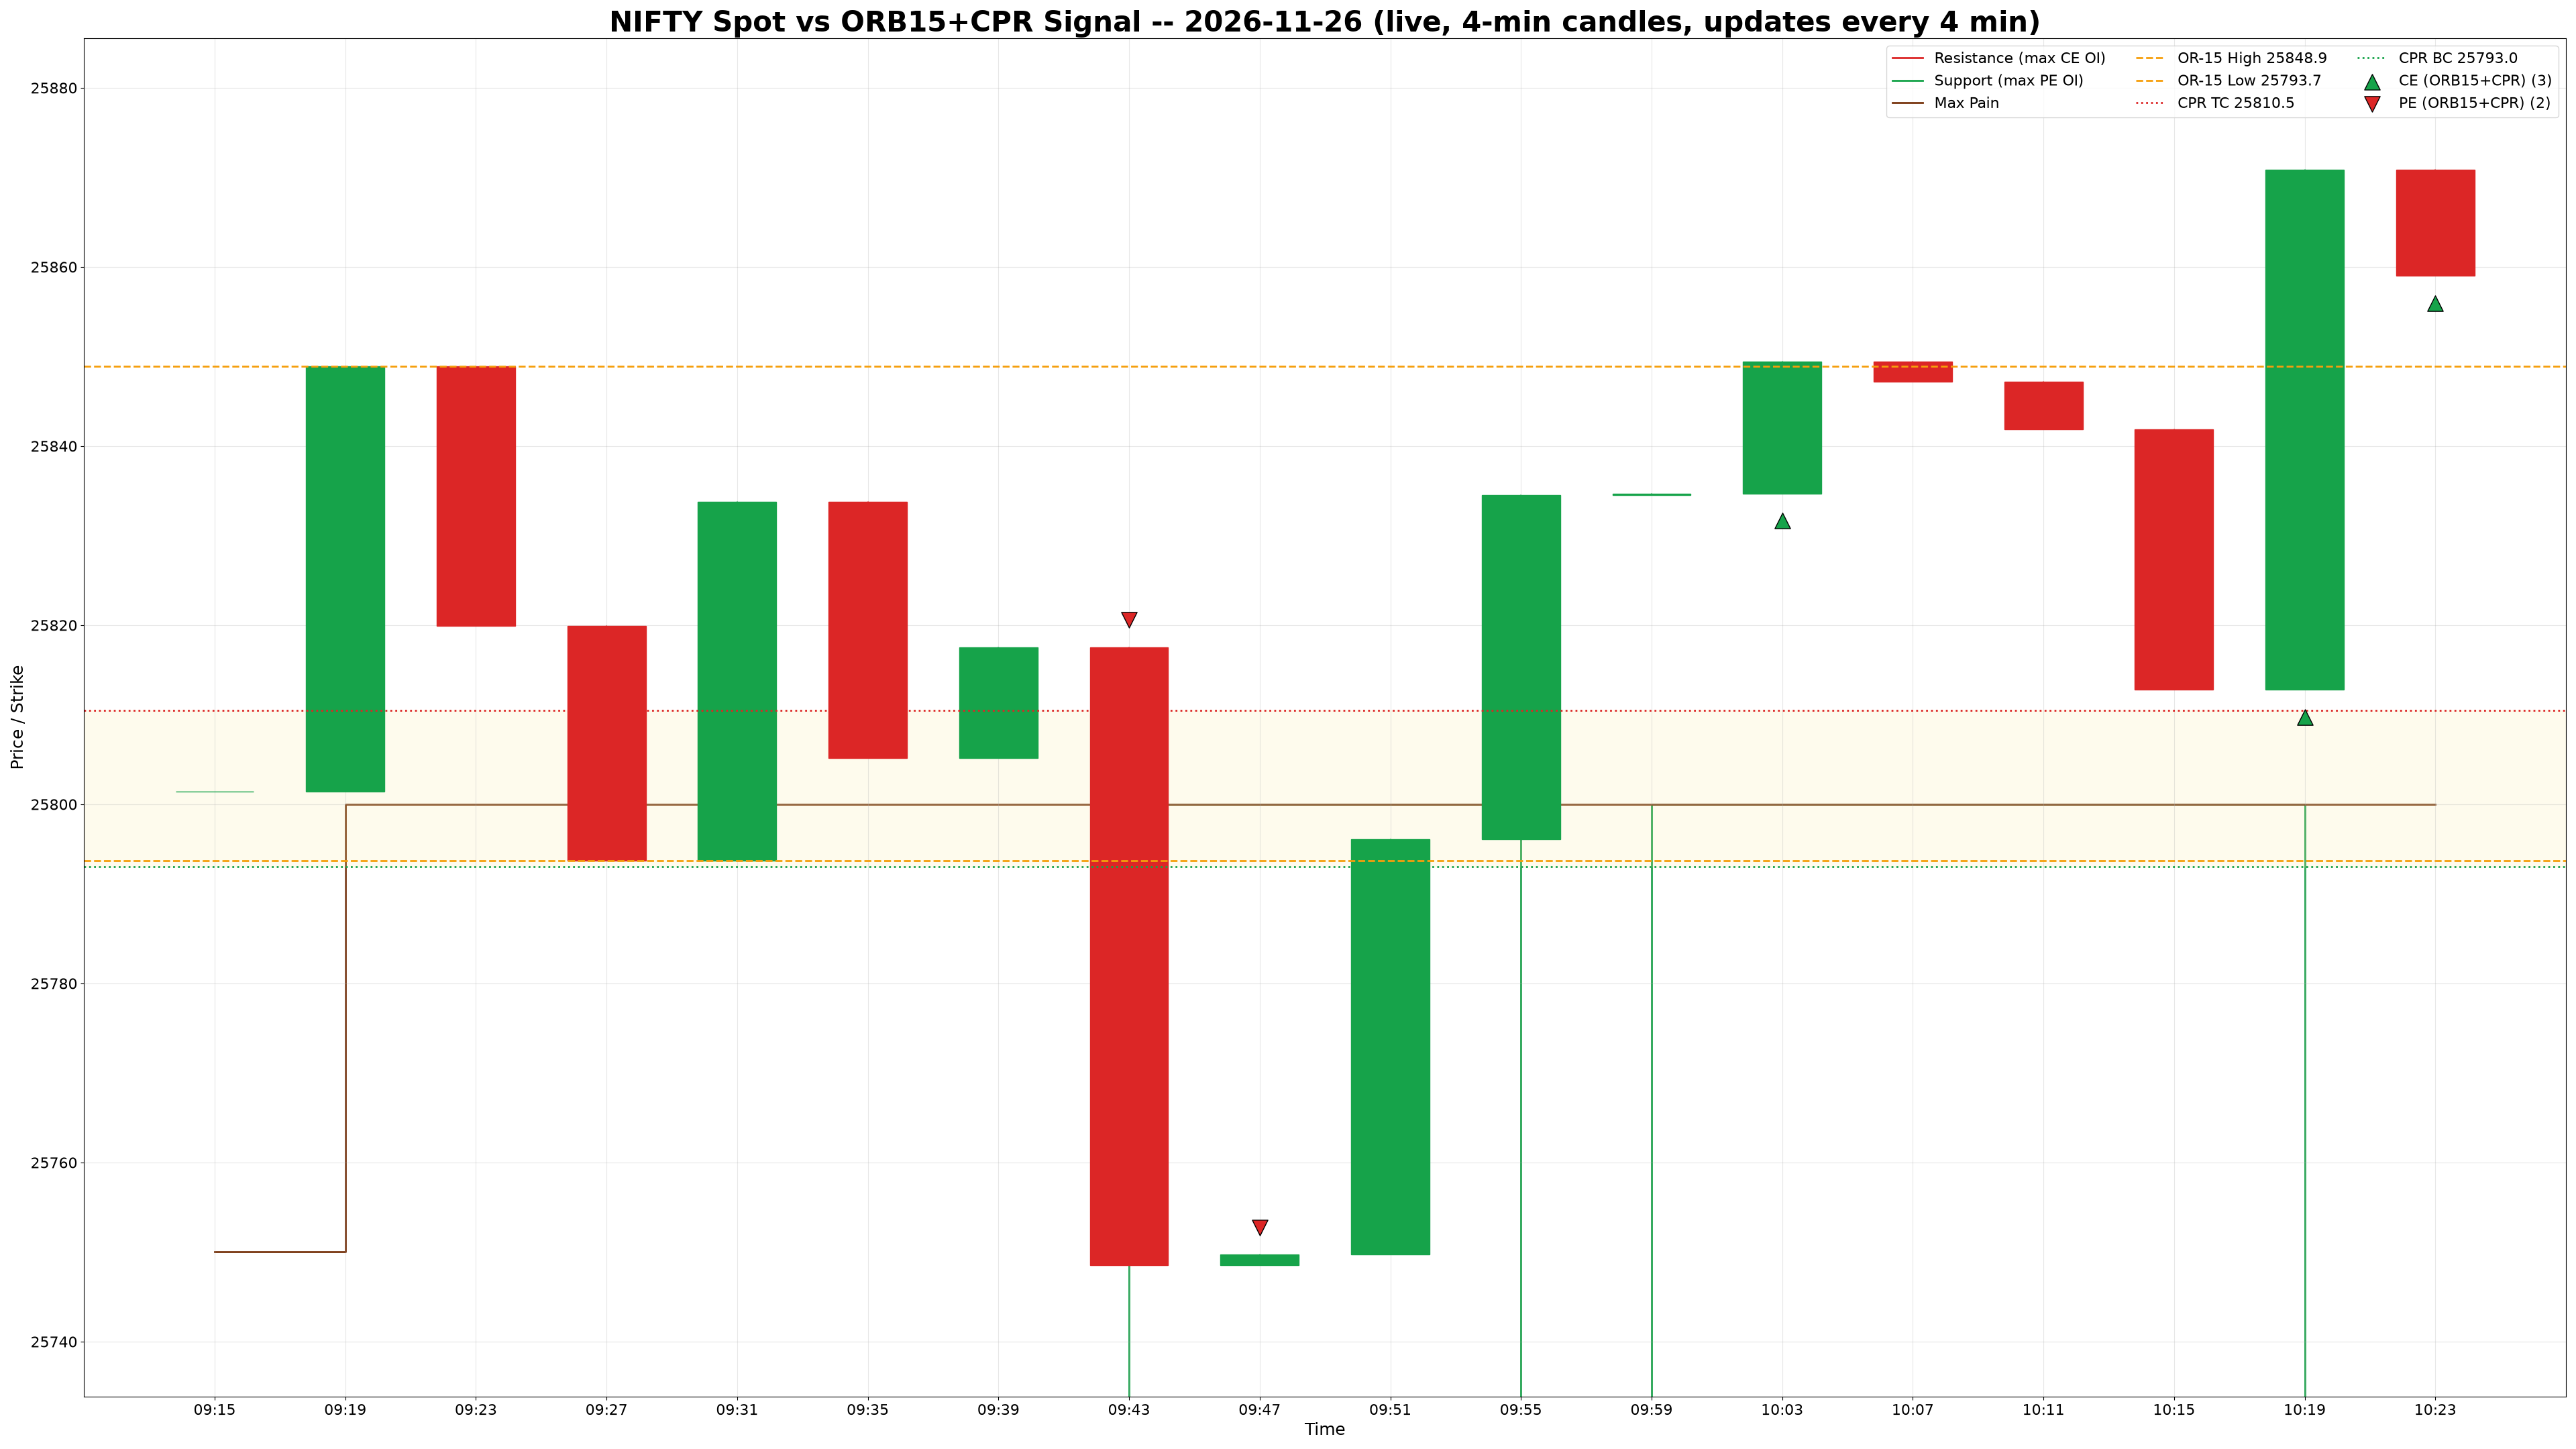 NIFTY Spot vs ORB15+CPR Signal -- 2026-11-26 (live, 4-min candles, updates every 4 min)
Resistance (max CE OI)
Support (max PE OI)
Max Pain
OR-15 High 25848.9
OR-15 Low 25793.7
CPR TC 25810.5
CPR BC 25793.0
CE (ORB15+CPR) (3)
PE (ORB15+CPR) (2)
Price / Strike
25880
25860
25840
25820
25800
25780
25760
25740
09:15 09:19 09:23 09:27 09:31 09:35 09:39 09:43 09:47 09:51 09:55 09:59 10:03 10:07 10:11 10:15 10:19 10:23
Time